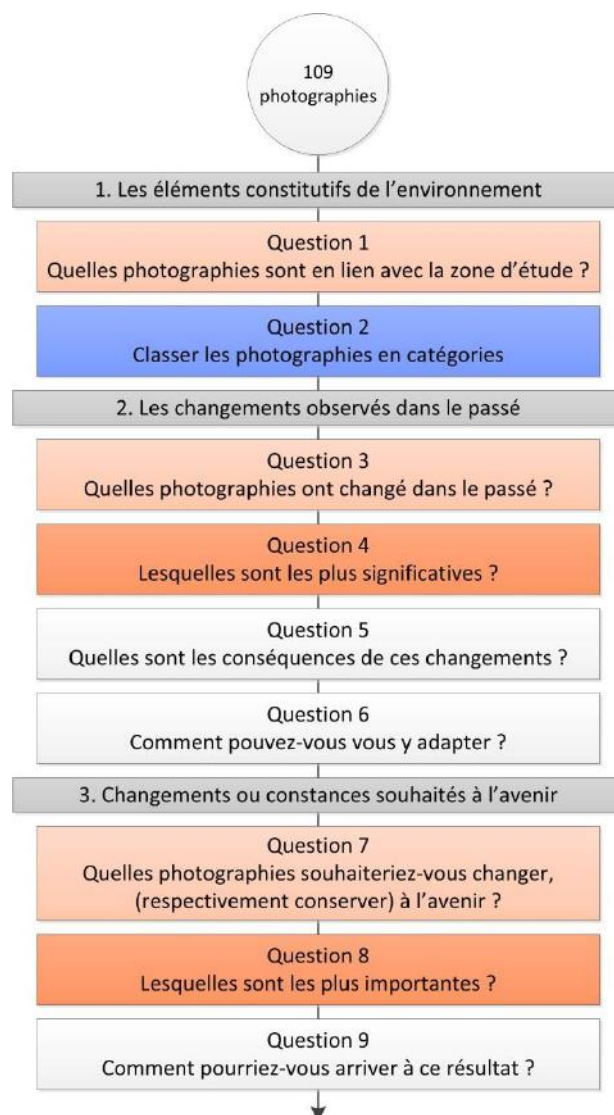 109
photographies
1. Les éléments constitutifs de l’environnement
Question 1
Quelles photographies sont en lien avec la zone d’étude ?
Question 2
Classer les photographies en catégories
2. Les changements observés dans le passé
Question 3
Quelles photographies ont changé dans le passé ?
Question 4
Lesquelles sont les plus significatives ?
Question 5
Quelles sont les conséquences de ces changements ?
Question 6
Comment pouvez-vous vous y adapter ?
3. Changements ou constances souhaités à l’avenir
Question 7
Quelles photographies souhaiteriez-vous changer,
(respectivement conserver) à l’avenir ?
Question 8
Lesquelles sont les plus importantes ?
Question 9
Comment pourriez-vous arriver à ce résultat ?